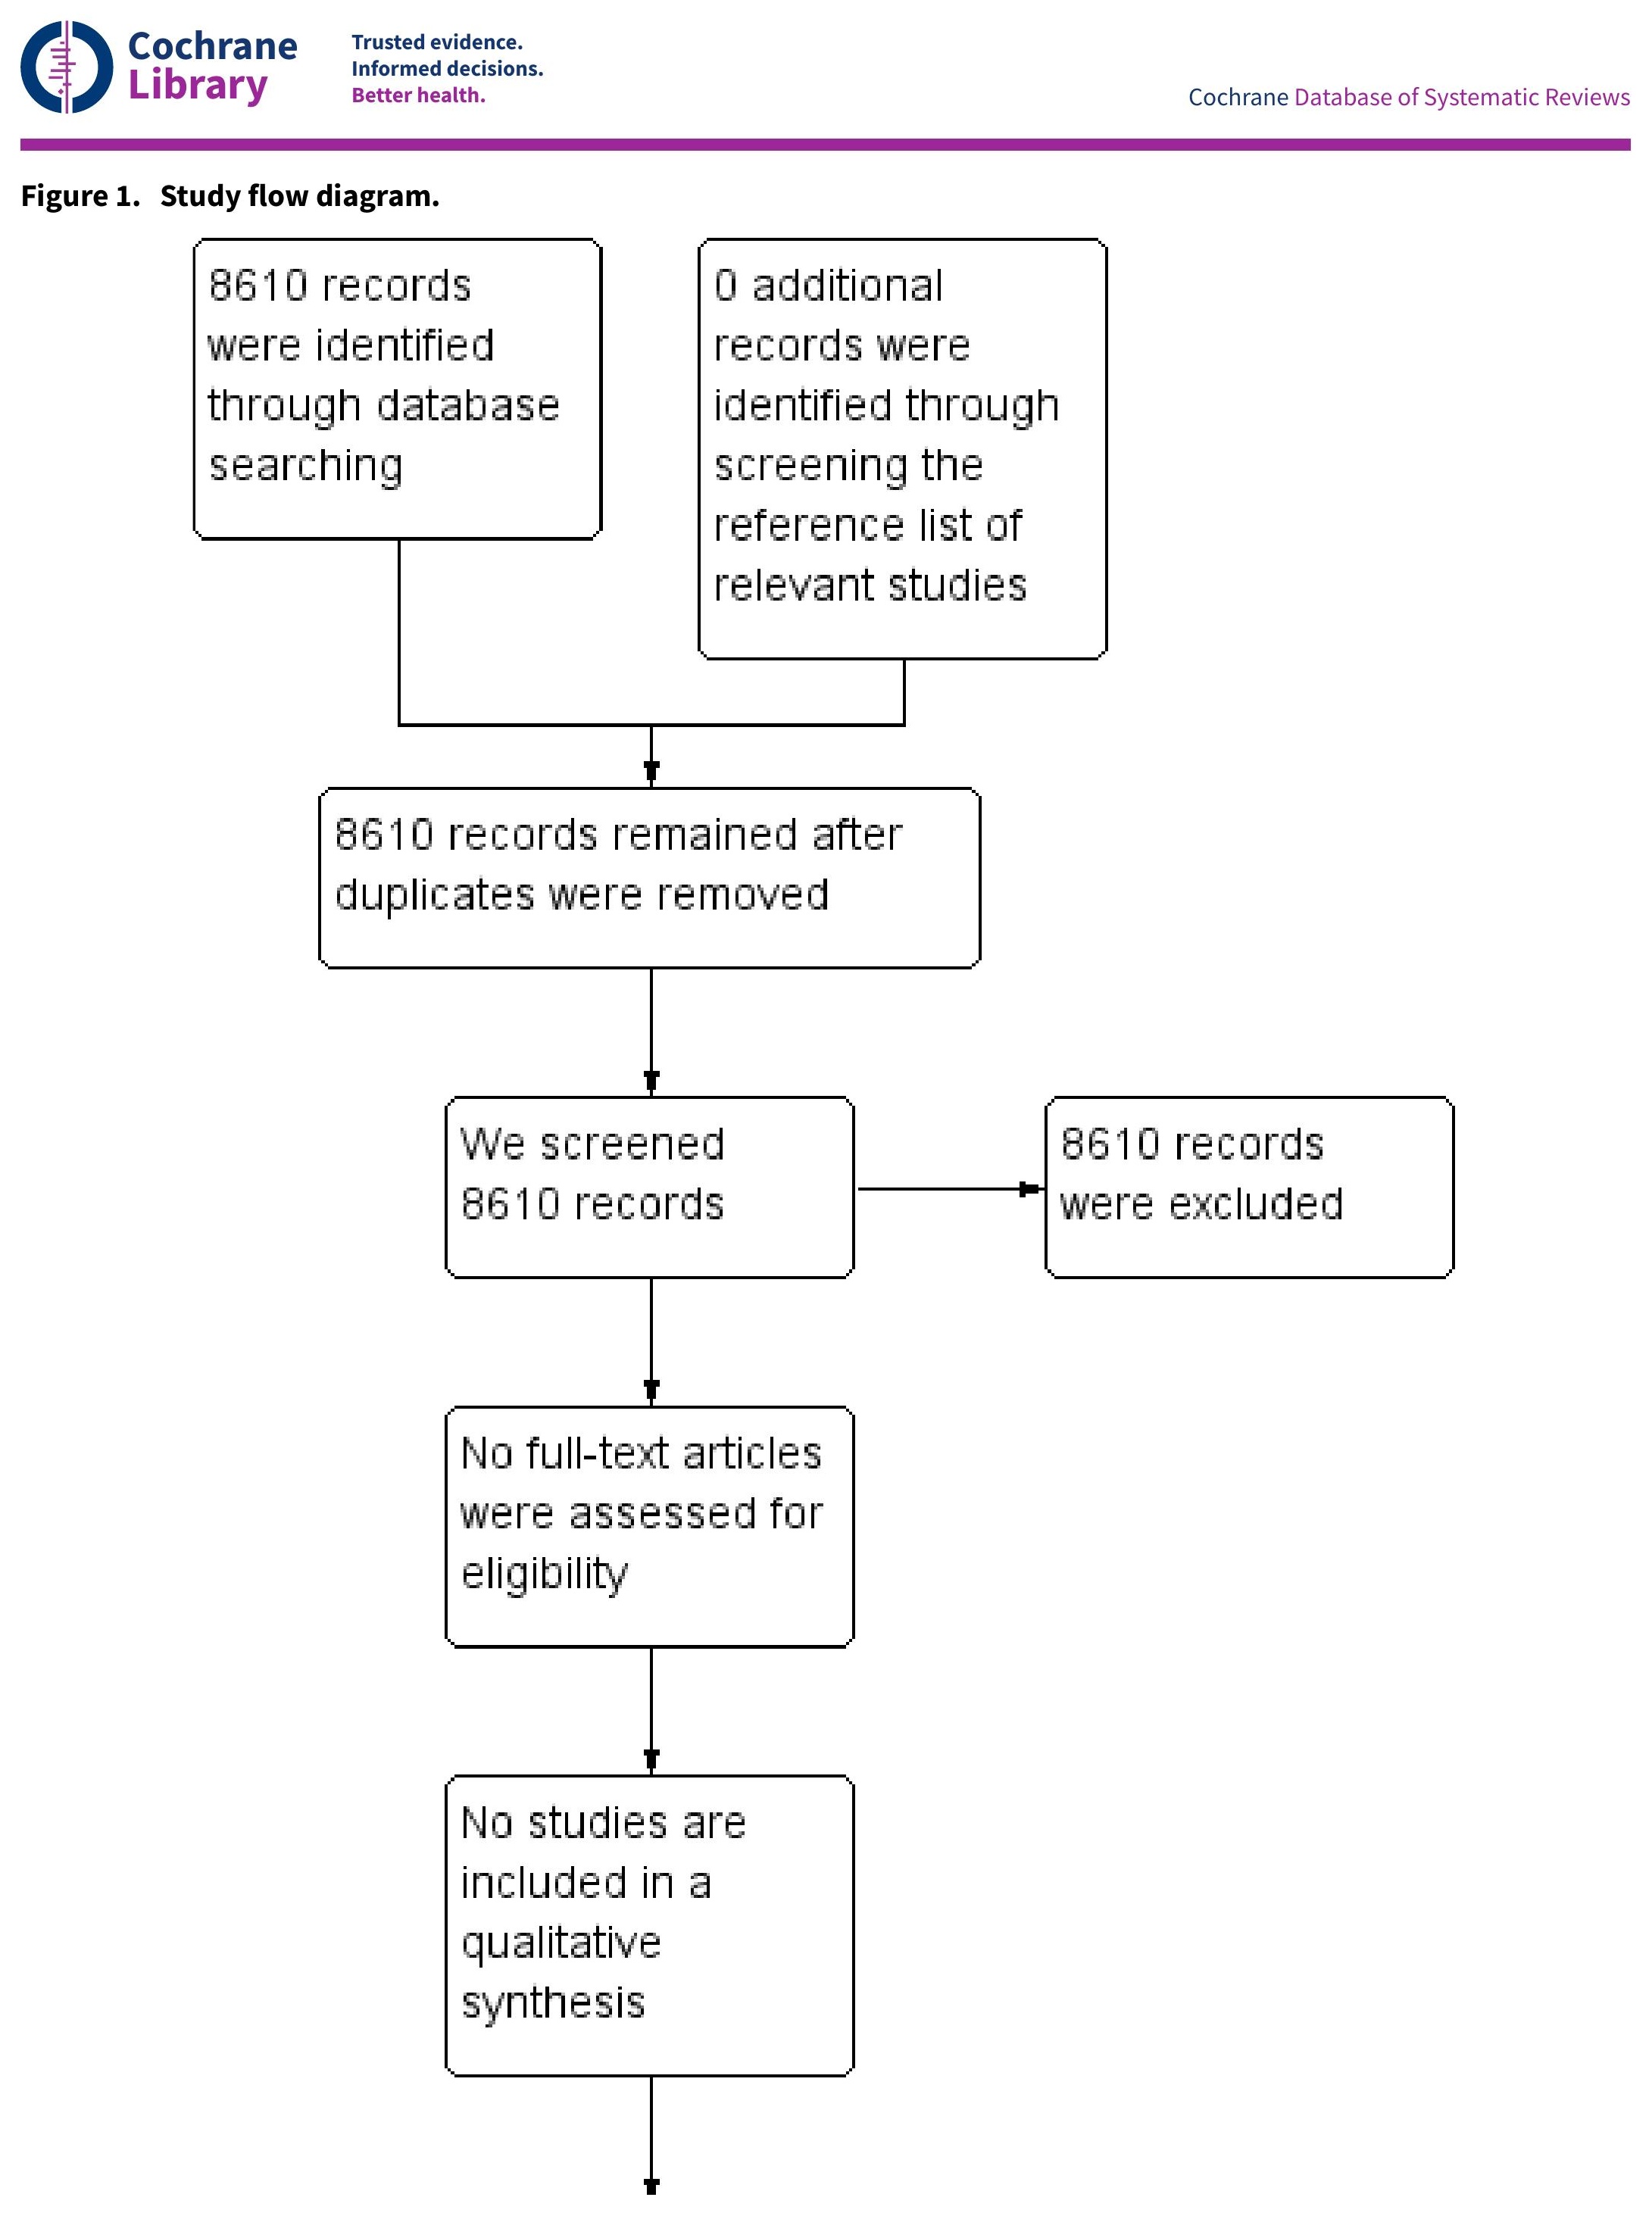 Cochrane
Library
Trusted evidence.
Informed decisions.
Better health.
Cochrane Database of Systematic Reviews
Figure 1. Study flow diagram.
8610 records
were identified
through database
searching
0 additional
records were
identified through
screening the
reference list of
relevant studies
8610 records remained after
duplicates were removed
We screened
8610 records
8610 records
were excluded
No full-text articles
were assessed for
eligibility
No studies are
included in a
qualitative
synthesis